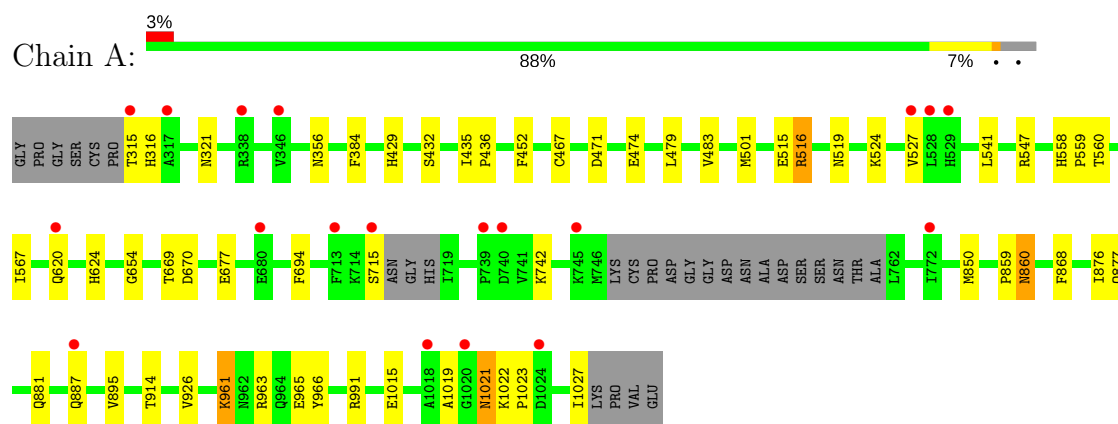 3%
Chain A:
88% 7% • •
GLY PRO GLY SER CYS PRO T315 H316 A317 N321 R338 V346 N356 F384 H429 S432 I435 P436 F452 C467 D471 E474 L479 V483 M501 E515 R516 N519 K524 V527 L528 H529 L541 R547 H558 P559 T560
I567 Q620 H624 G654 T669 D670 E677 E680 F694 F713 K714 S715 ASN GLY HIS I719 P739 D740 V741 K742 K745 M746 LYS CYS PRO ASP GLY GLY ASP ASN ALA ASP SER SER ASN THR ALA L762 I772 M850 P859 N860 F868 I876 Q877
Q881 Q887 V895 T914 V926 K961 N962 R963 Q964 E965 Y966 R991 E1015 A1018 A1019 G1020 N1021 K1022 P1023 D1024 I1027 LYS PRO VAL GLU